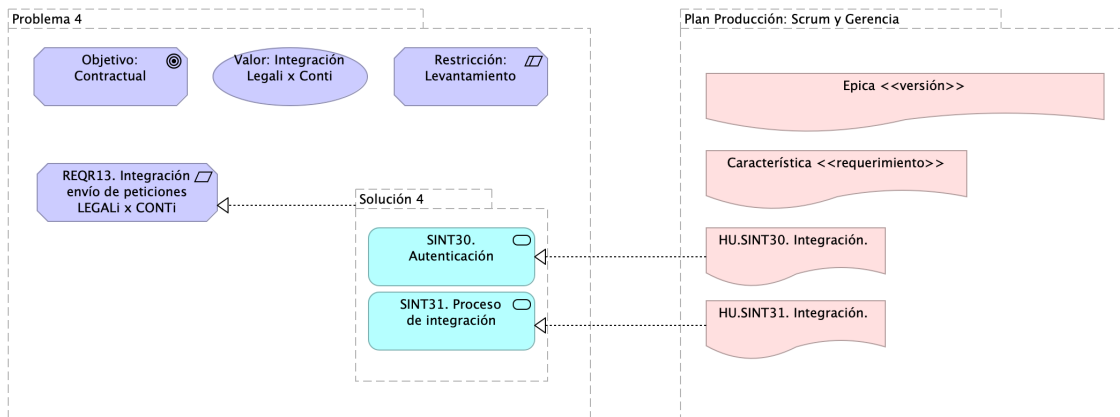 Problema 4
Objetivo:
Contractual
Valor: Integración
Legali x Conti
Restricción:
Levantamiento
REQR13. Integración
envío de peticiones
LEGALi x CONTi
Solución 4
SINT30.
Autenticación
SINT31. Proceso
de integración
Plan Producción: Scrum y Gerencia
Epica <<versión>>
Característica <<requerimiento>>
HU.SINT30. Integración.
HU.SINT31. Integración.